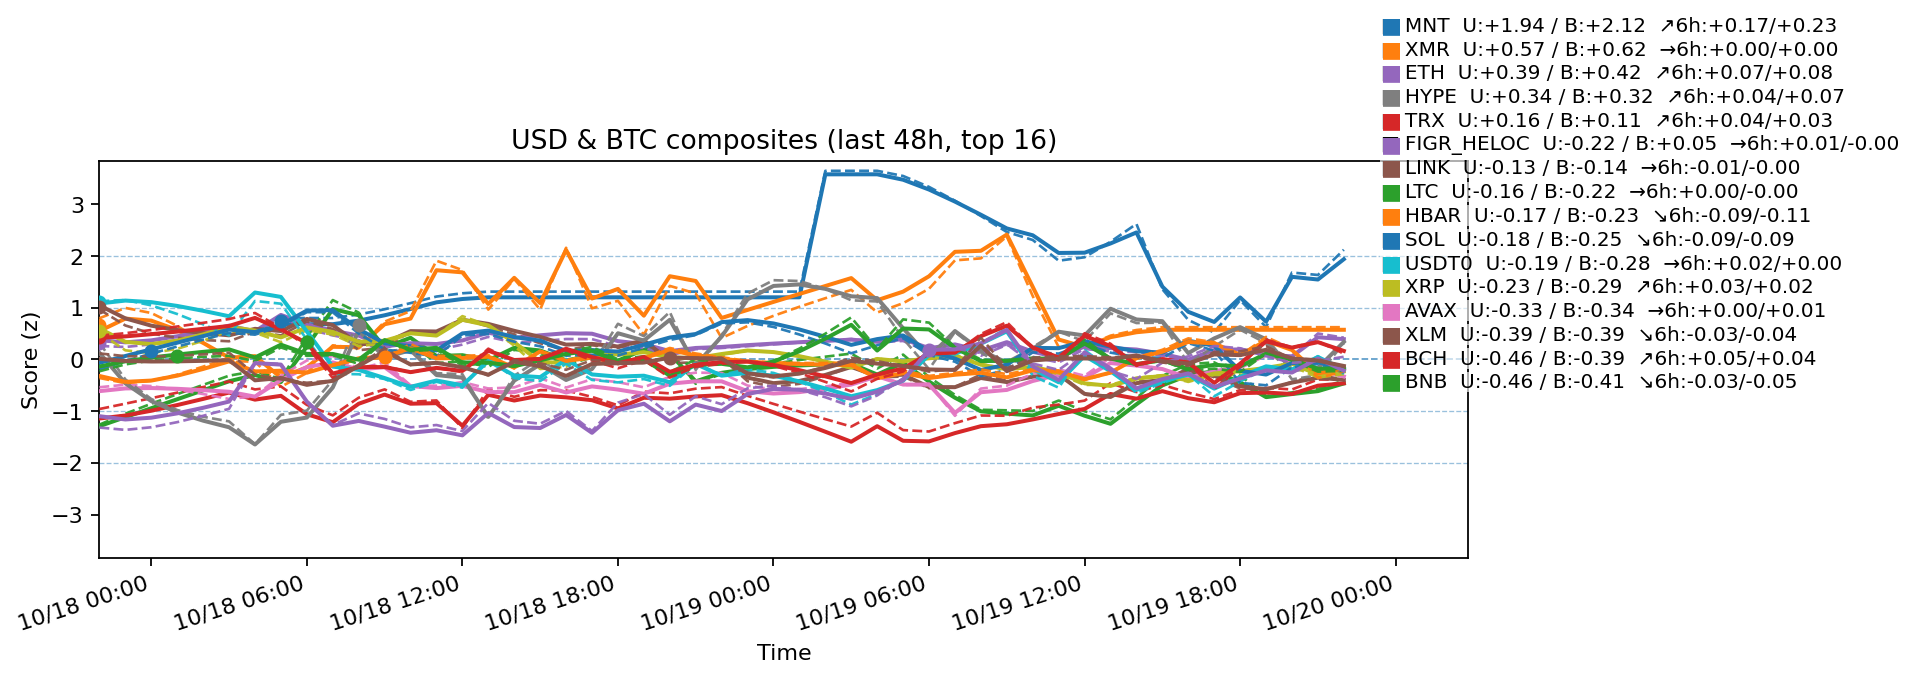 MNT U:+1.94 / B:+2.12 ↗6h:+0.17/+0.23
XMR U:+0.57 / B:+0.62 →6h:+0.00/+0.00
ETH U:+0.39 / B:+0.42 ↗6h:+0.07/+0.08
HYPE U:+0.34 / B:+0.32 ↗6h:+0.04/+0.07
TRX U:+0.16 / B:+0.11 ↗6h:+0.04/+0.03
FIGR_HELOC U:-0.22 / B:+0.05 →6h:+0.01/-0.00
LINK U:-0.13 / B:-0.14 →6h:-0.01/-0.00
LTC U:-0.16 / B:-0.22 →6h:+0.00/-0.00
HBAR U:-0.17 / B:-0.23 ↘6h:-0.09/-0.11
SOL U:-0.18 / B:-0.25 ↘6h:-0.09/-0.09
USDT0 U:-0.19 / B:-0.28 →6h:+0.02/+0.00
XRP U:-0.23 / B:-0.29 ↗6h:+0.03/+0.02
AVAX U:-0.33 / B:-0.34 →6h:+0.00/+0.01
XLM U:-0.39 / B:-0.39 ↘6h:-0.03/-0.04
BCH U:-0.46 / B:-0.39 ↗6h:+0.05/+0.04
BNB U:-0.46 / B:-0.41 ↘6h:-0.03/-0.05
USD & BTC composites (last 48h, top 16)
Score (z)
3
2
1
0
−1
−2
−3
10/18 00:00
10/18 06:00
10/18 12:00
10/18 18:00
10/19 00:00
10/19 06:00
10/19 12:00
10/19 18:00
10/20 00:00
Time